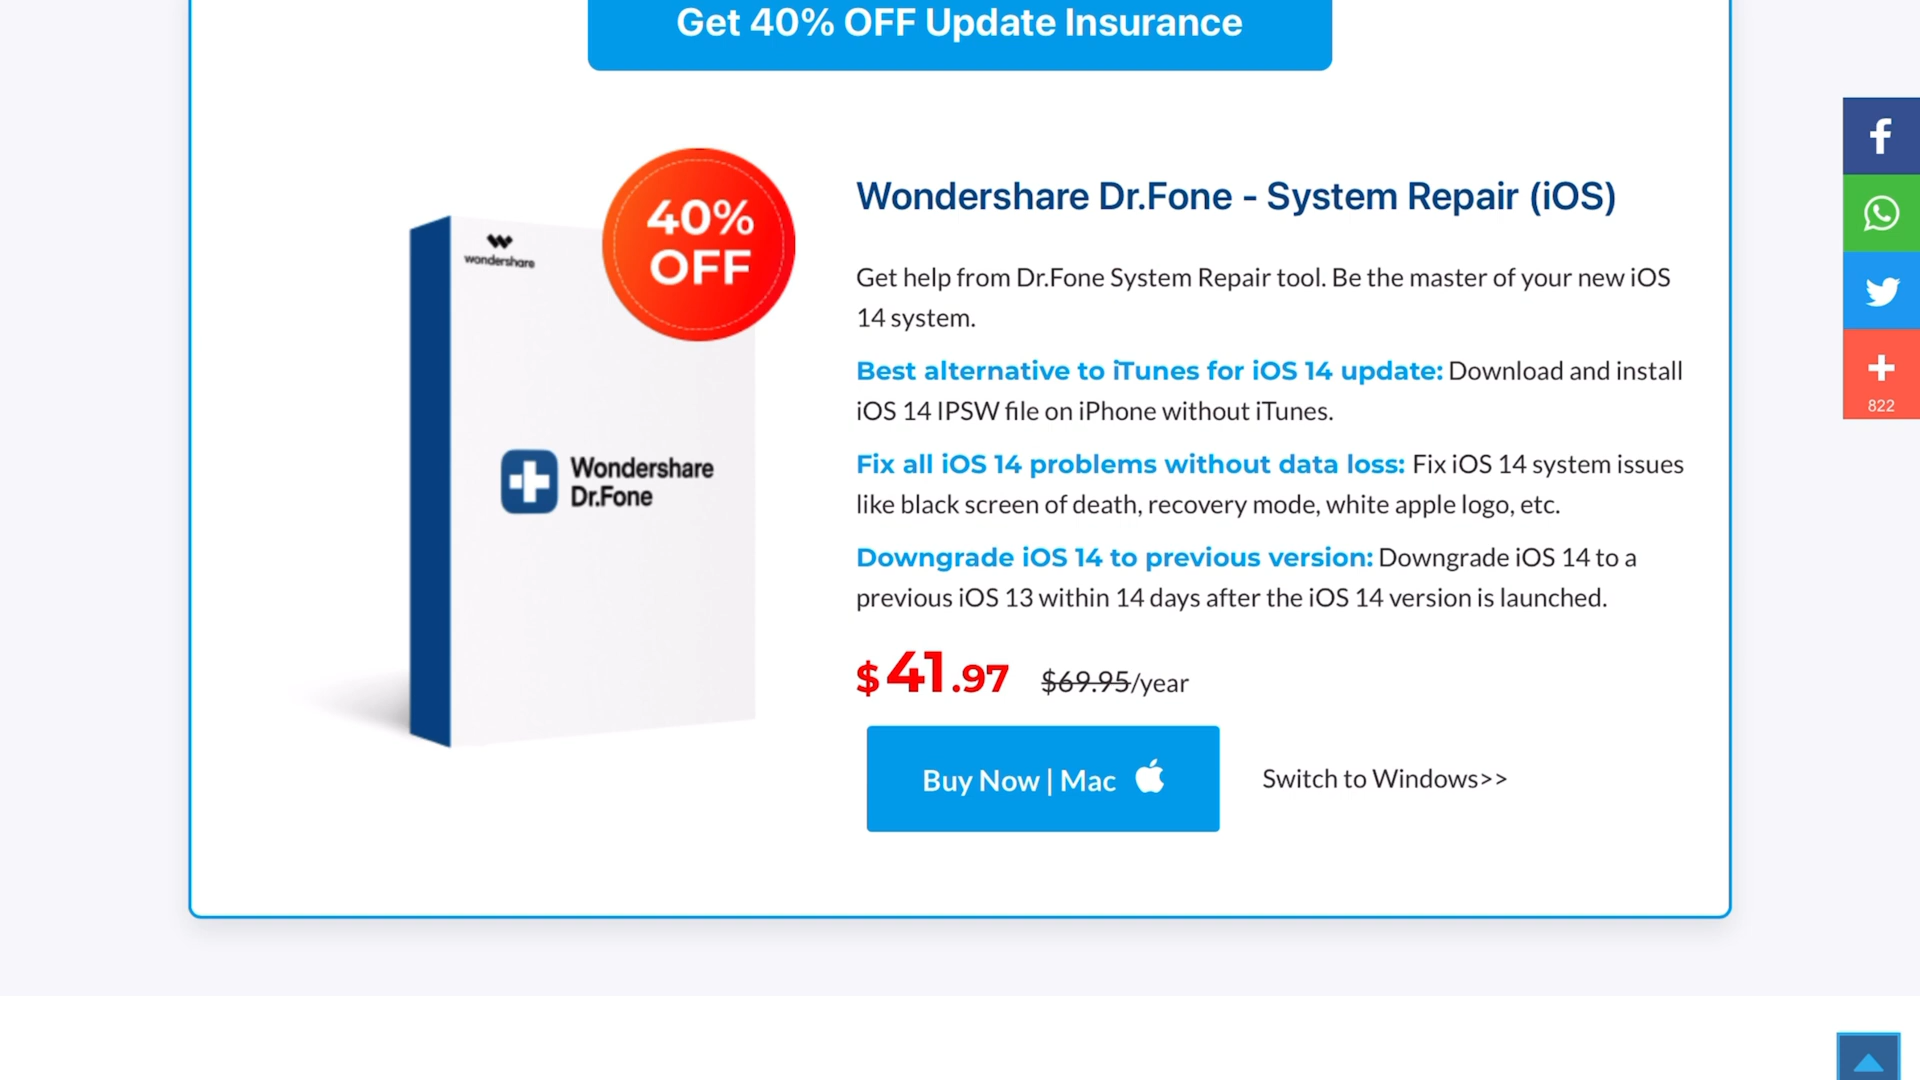 Get 40% OFF Update Insurance
40%
OFF
wondershare
Wondershare
Dr.Fone
Wondershare Dr.Fone - System Repair (iOS)
Get help from Dr.Fone System Repair tool. Be the master of your new iOS
14 system.
Best alternative to iTunes for iOS 14 update: Download and install
iOS 14 IPSW file on iPhone without iTunes.
Fix all iOS 14 problems without data loss: Fix iOS 14 system issues
like black screen of death, recovery mode, white apple logo, etc.
Downgrade iOS 14 to previous version: Downgrade iOS 14 to a
previous iOS 13 within 14 days after the iOS 14 version is launched.
$41.97 $69.95/year
Buy Now | Mac
Switch to Windows>>
822